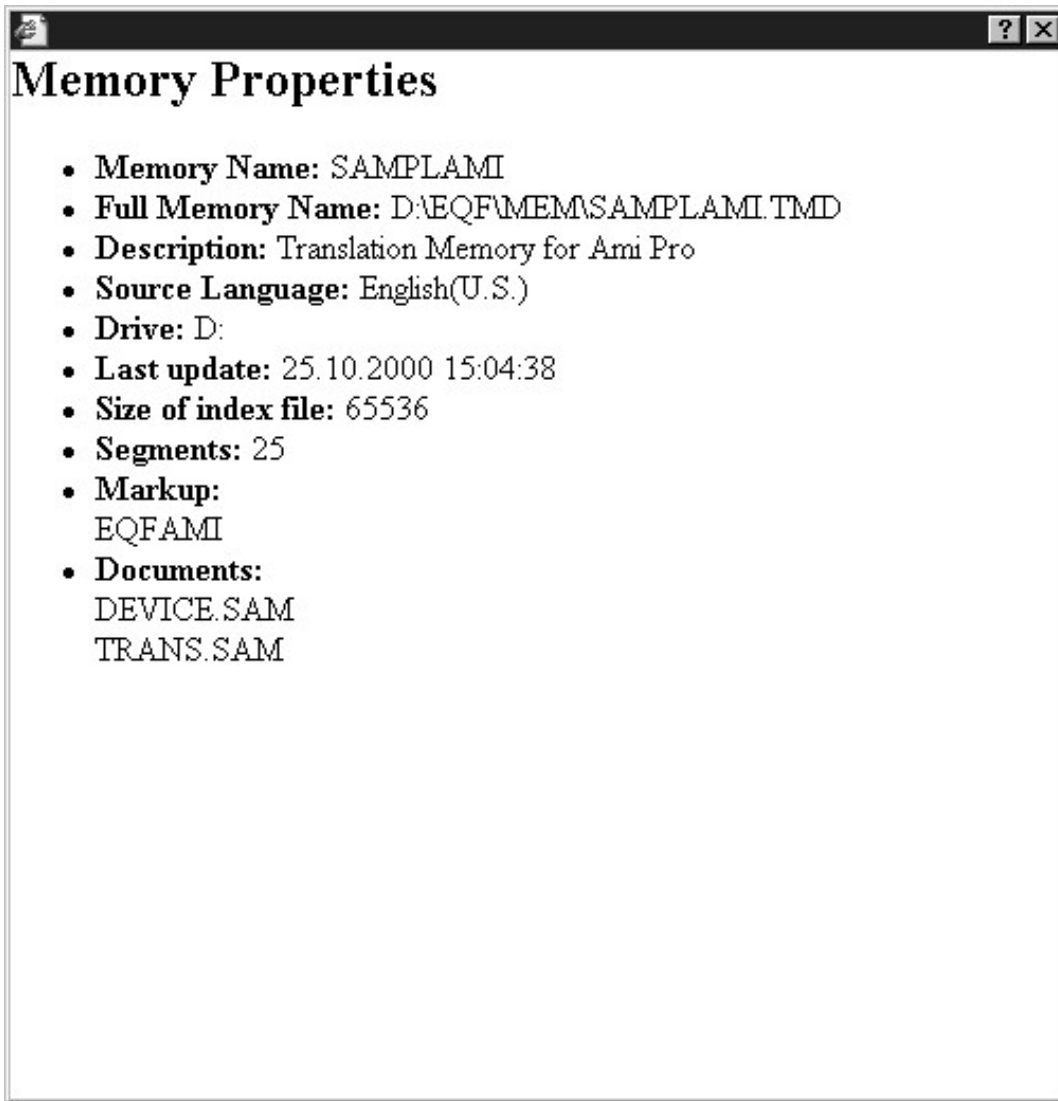 Memory Properties
Memory Name: SAMPLAMI
Full Memory Name: D:\EQF\MEM\SAMPLAMI.TMD
Description: Translation Memory for Ami Pro
Source Language: English(U.S.)
Drive: D:
Last update: 25.10.2000 15:04:38
Size of index file: 65536
Segments: 25
Markup:
EQFAMI
Documents:
DEVICE.SAM
TRANS.SAM